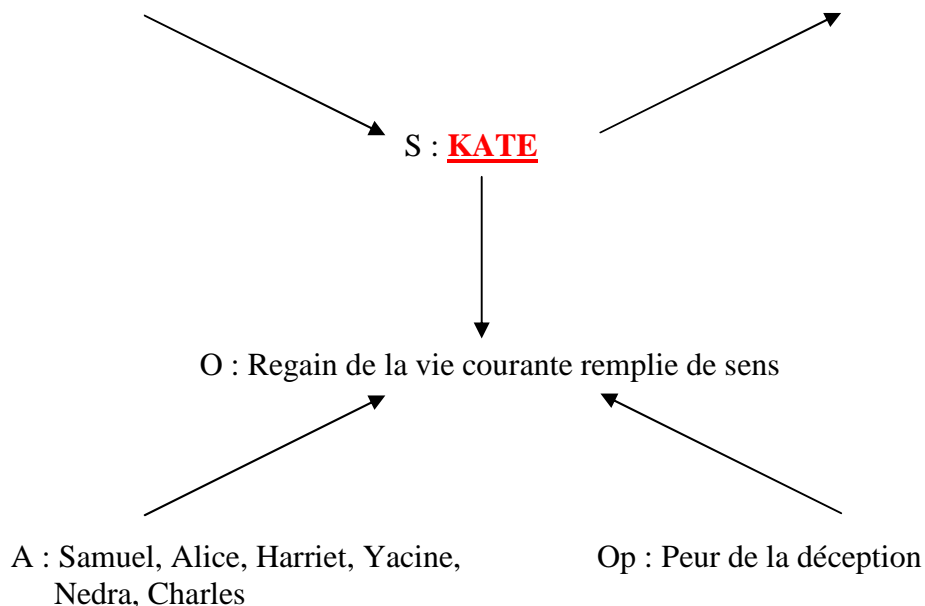 S : KATE
O : Regain de la vie courante remplie de sens
A : Samuel, Alice, Harriet, Yacine,
Nedra, Charles
Op : Peur de la déception